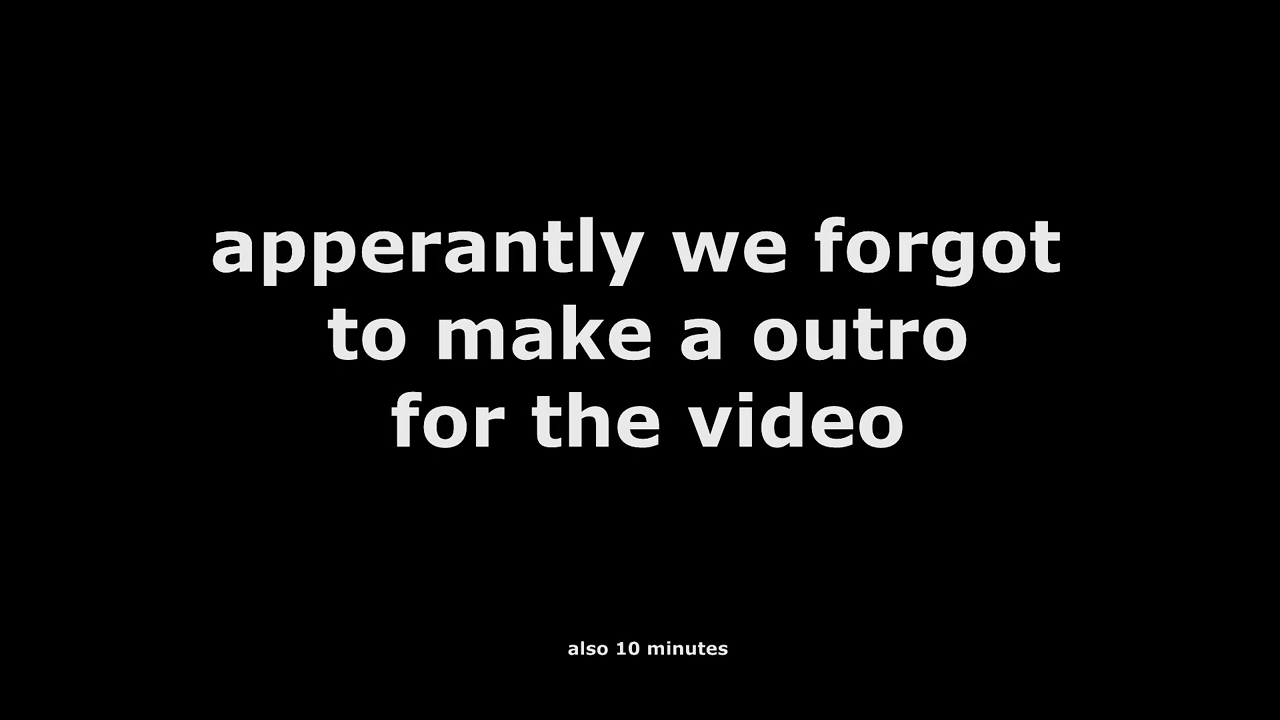 apperantly we forgot
to make a outro
for the video
also 10 minutes